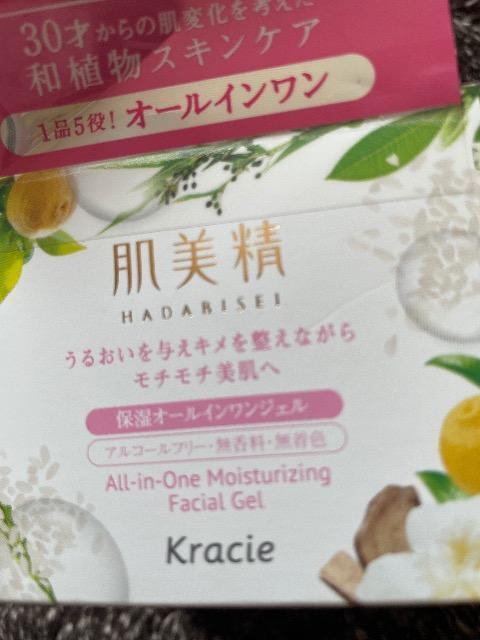 30才からの肌変化を考えた
和植物スキンケア
1品5役！オールインワン
肌美精
HADABISEI
うるおいを与えキメを整えながら
モチモチ美肌へ
保湿オールインワンジェル
アルコールフリー・無香料・無着色
All-in-One Moisturizing
Facial Gel
Kracie